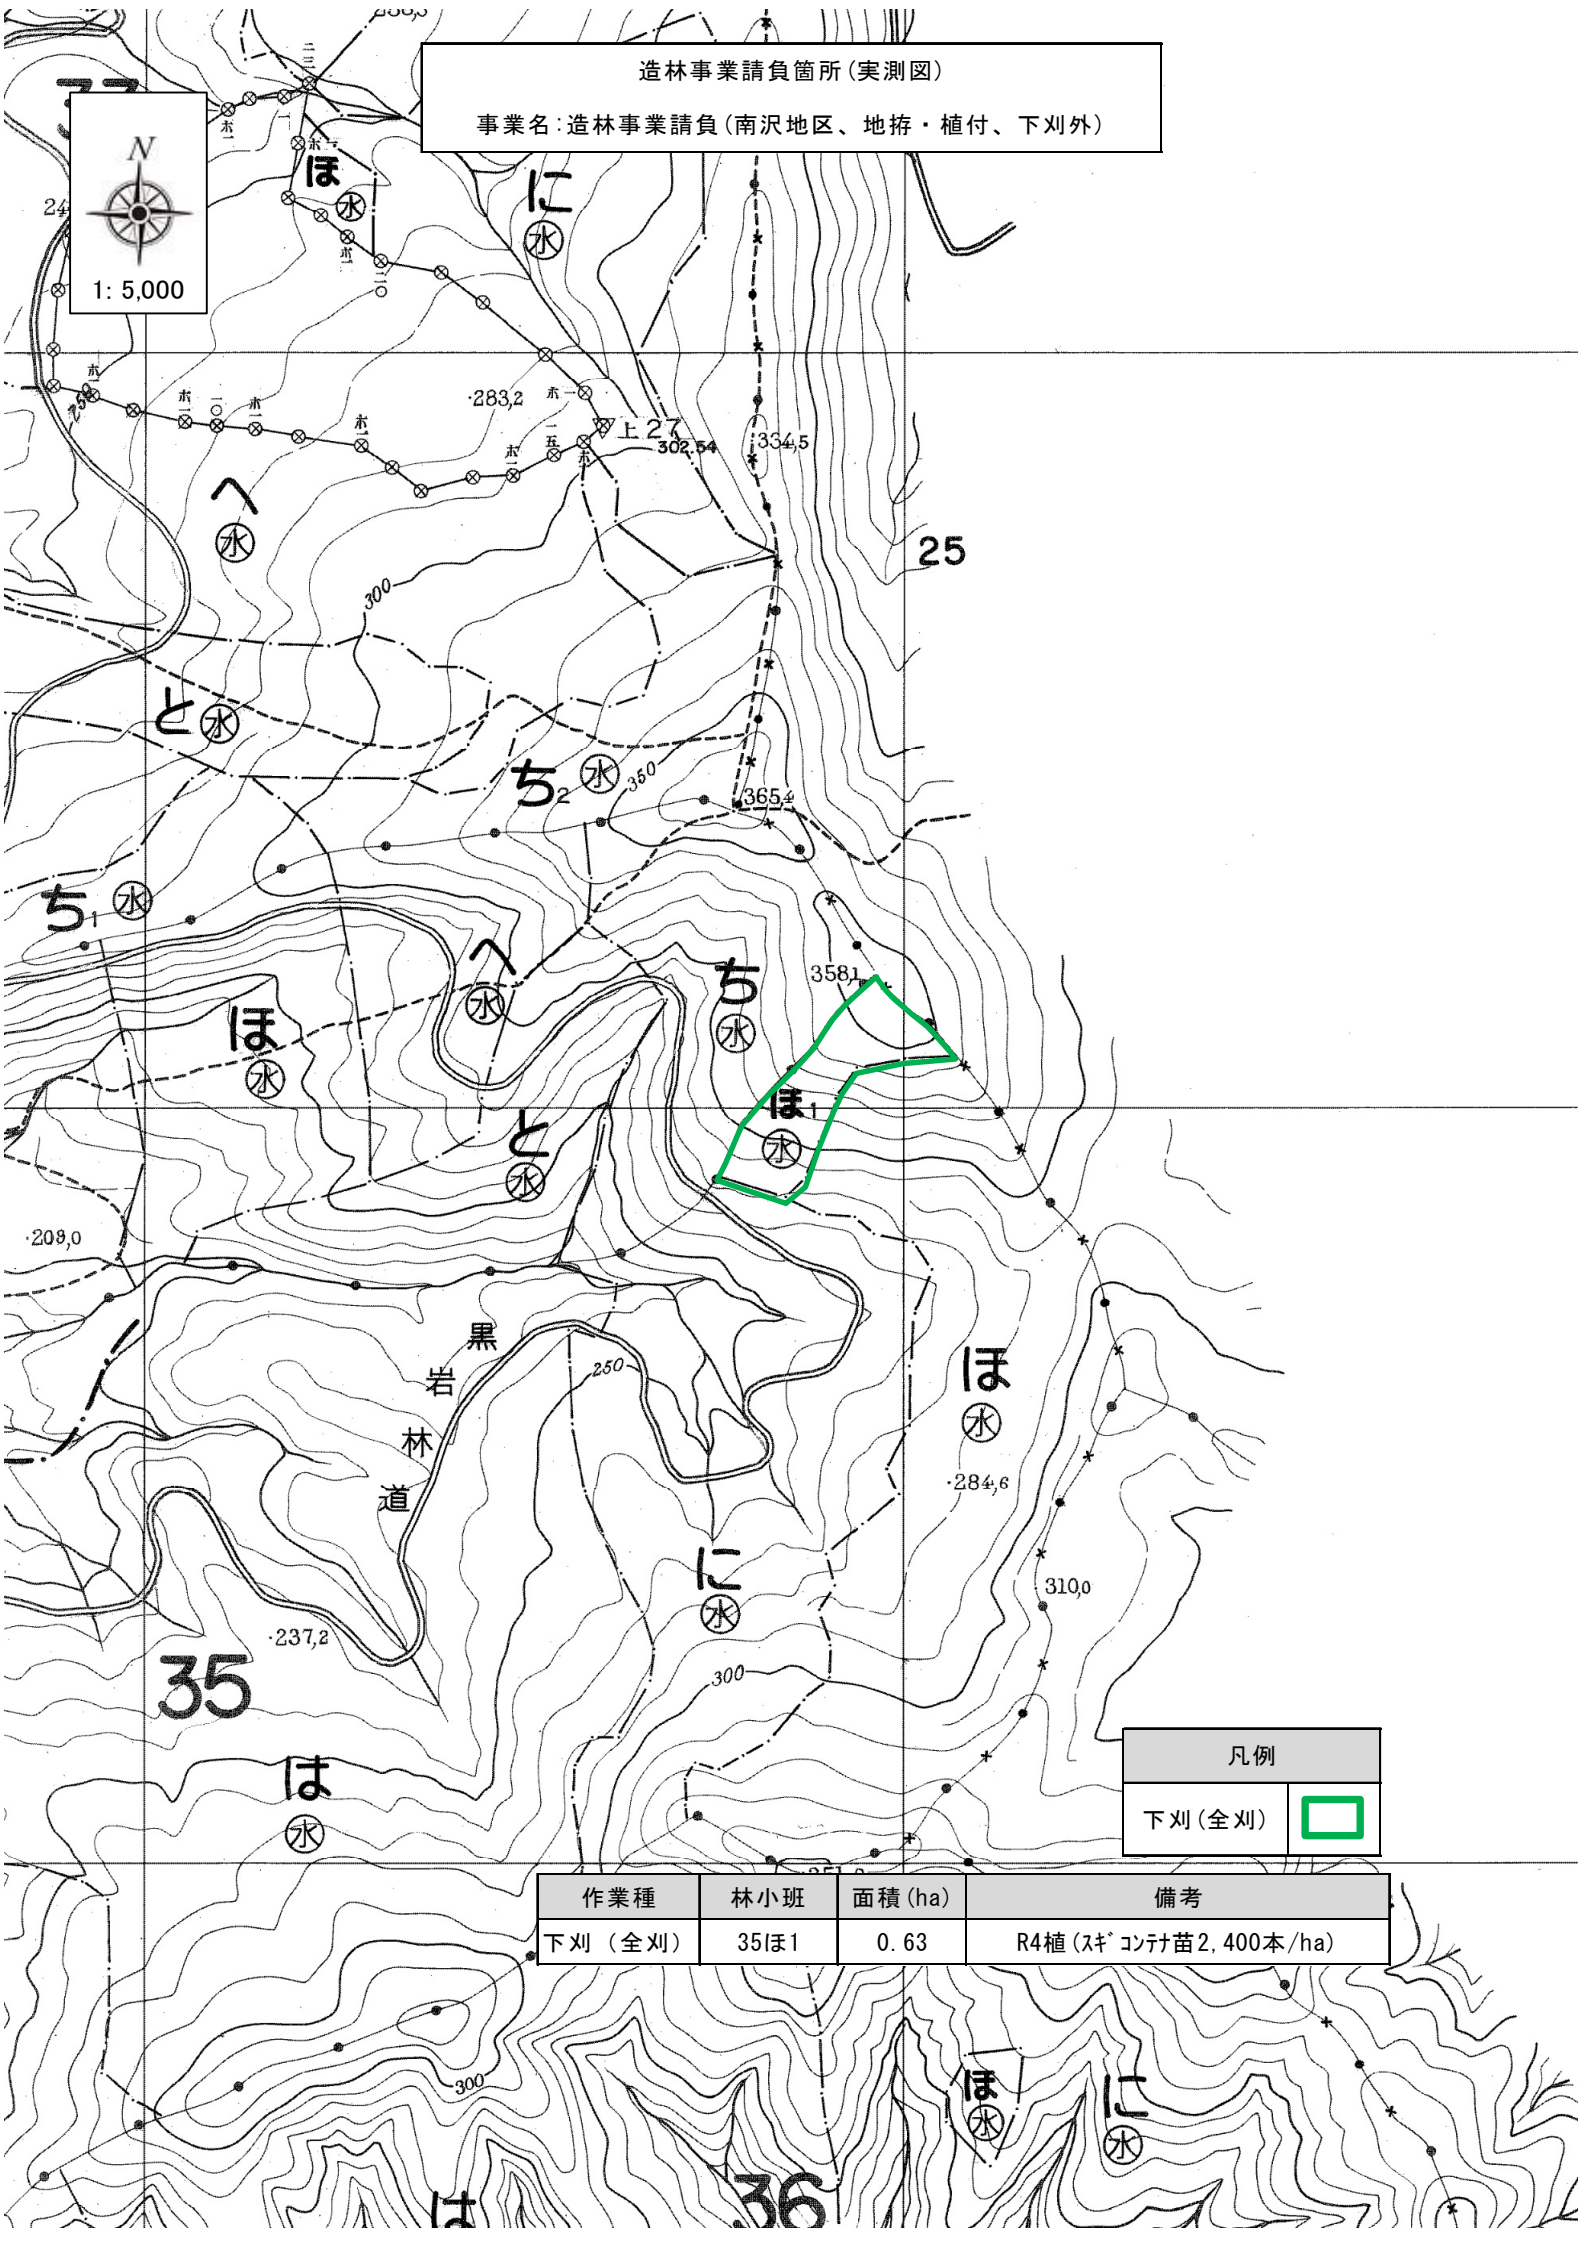 造林事業請負箇所(実測図)
事業名:造林事業請負(南沢地区、地拵・植付、下刈外)
N
1: 5,000
ほ
水
に
水
·283,2
上27
302.54
334,5
へ
水
25
300
と
水
ち2
水
350
365,4
ち1
水
へ
水
ち
水
358,1
ほ
水
ほ1
水
と
水
·209,0
黒岩林道
250
ほ
水
·284,6
に
水
310,0
·237,2
35
300
は
水
凡例
下刈(全刈)
作業種 林小班 面積(ha) 備考
下刈（全刈） 35ほ1 0.63 R4植(ｽｷﾞｺﾝﾃﾅ苗2,400本/ha)
300
ほ
水
に
水
は
36